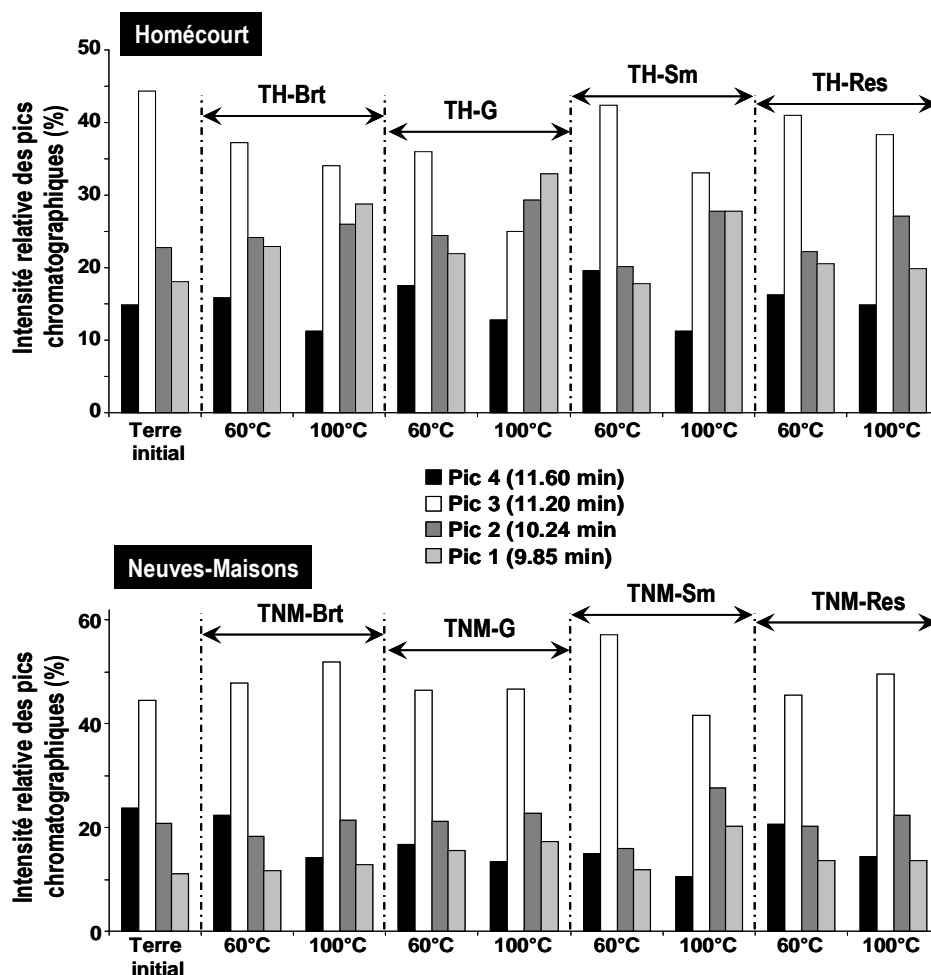 Homécourt
Intensité relative des pics
chromatographiques (%)
50
40
30
20
10
0
TH-Brt
TH-G
TH-Sm
TH-Res
Terre
initial
60°C
100°C
60°C
100°C
60°C
100°C
60°C
100°C
Pic 4 (11.60 min)
Pic 3 (11.20 min)
Pic 2 (10.24 min
Pic 1 (9.85 min)
Neuves-Maisons
Intensité relative des pics
chromatographiques (%)
60
40
20
0
TNM-Brt
TNM-G
TNM-Sm
TNM-Res
Terre
initial
60°C
100°C
60°C
100°C
60°C
100°C
60°C
100°C